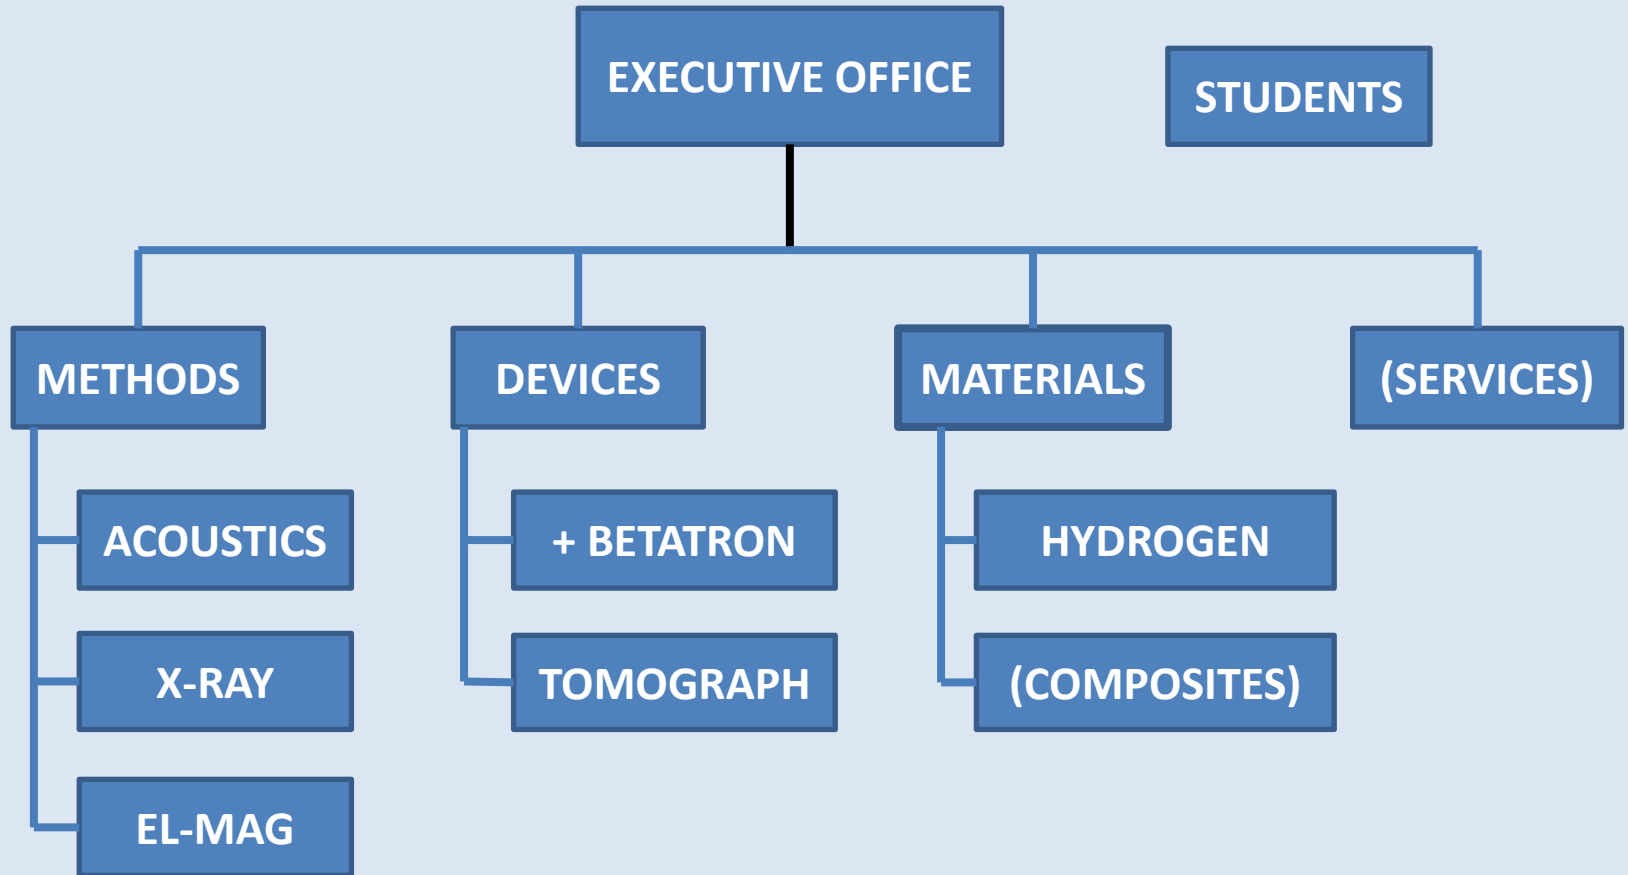 EXECUTIVE OFFICE
STUDENTS
METHODS
DEVICES
MATERIALS
(SERVICES)
ACOUSTICS
+ BETATRON
HYDROGEN
X-RAY
TOMOGRAPH
(COMPOSITES)
EL-MAG